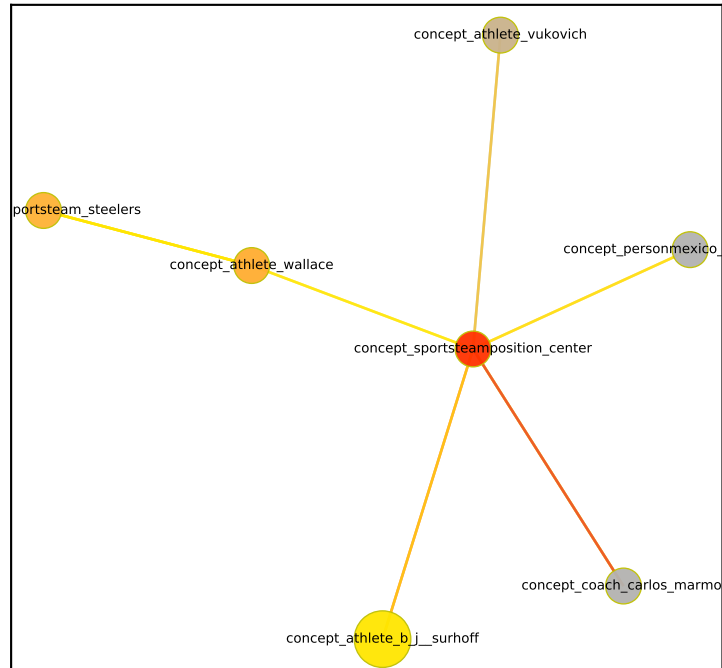 concept_athlete_vukovich
portsteam_steelers
concept_personmexico_
concept_athlete_wallace
concept_sportsteamposition_center
concept_coach_carlos_marmo
concept_athlete_b_j__surhoff